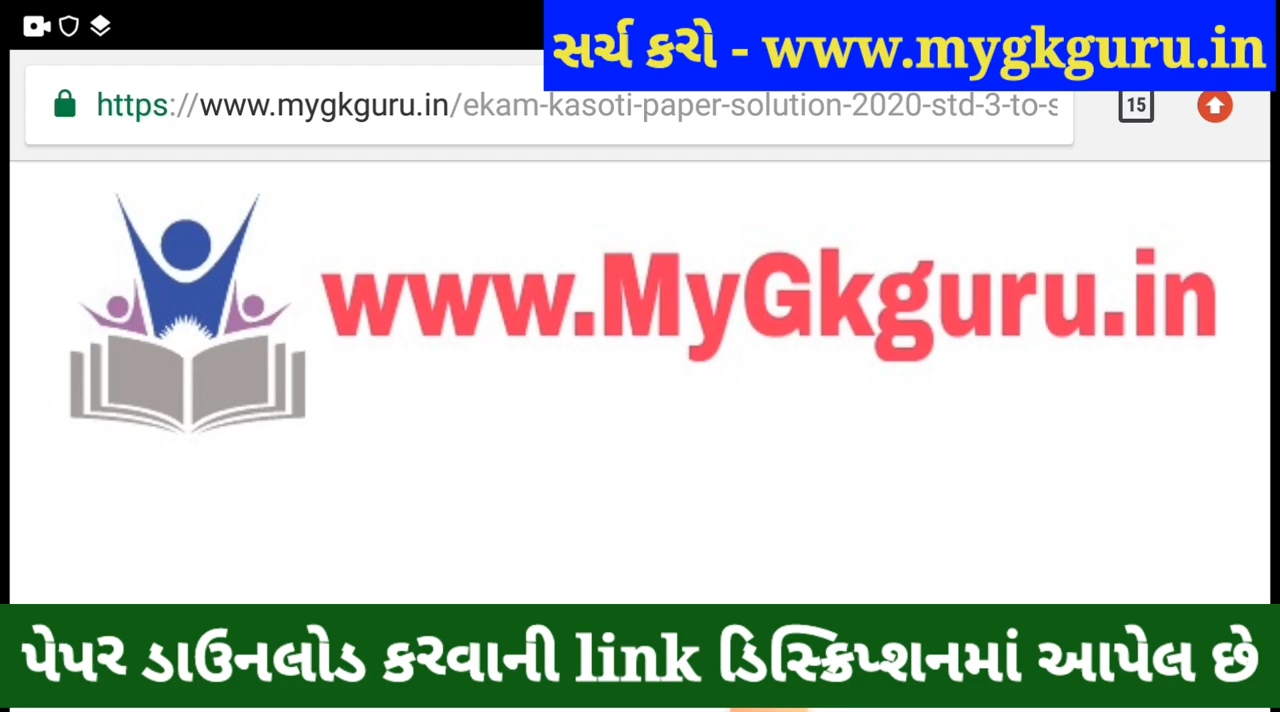 સર્ચ કરો - www.mygkguru.in
https://www.mygkguru.in/ekam-kasoti-paper-solution-2020-std-3-to-s
15
www.MyGkguru.in
પેપર ડાઉનલોડ કરવાની link ડિસ્ક્રિપ્શનમાં આપેલ છે